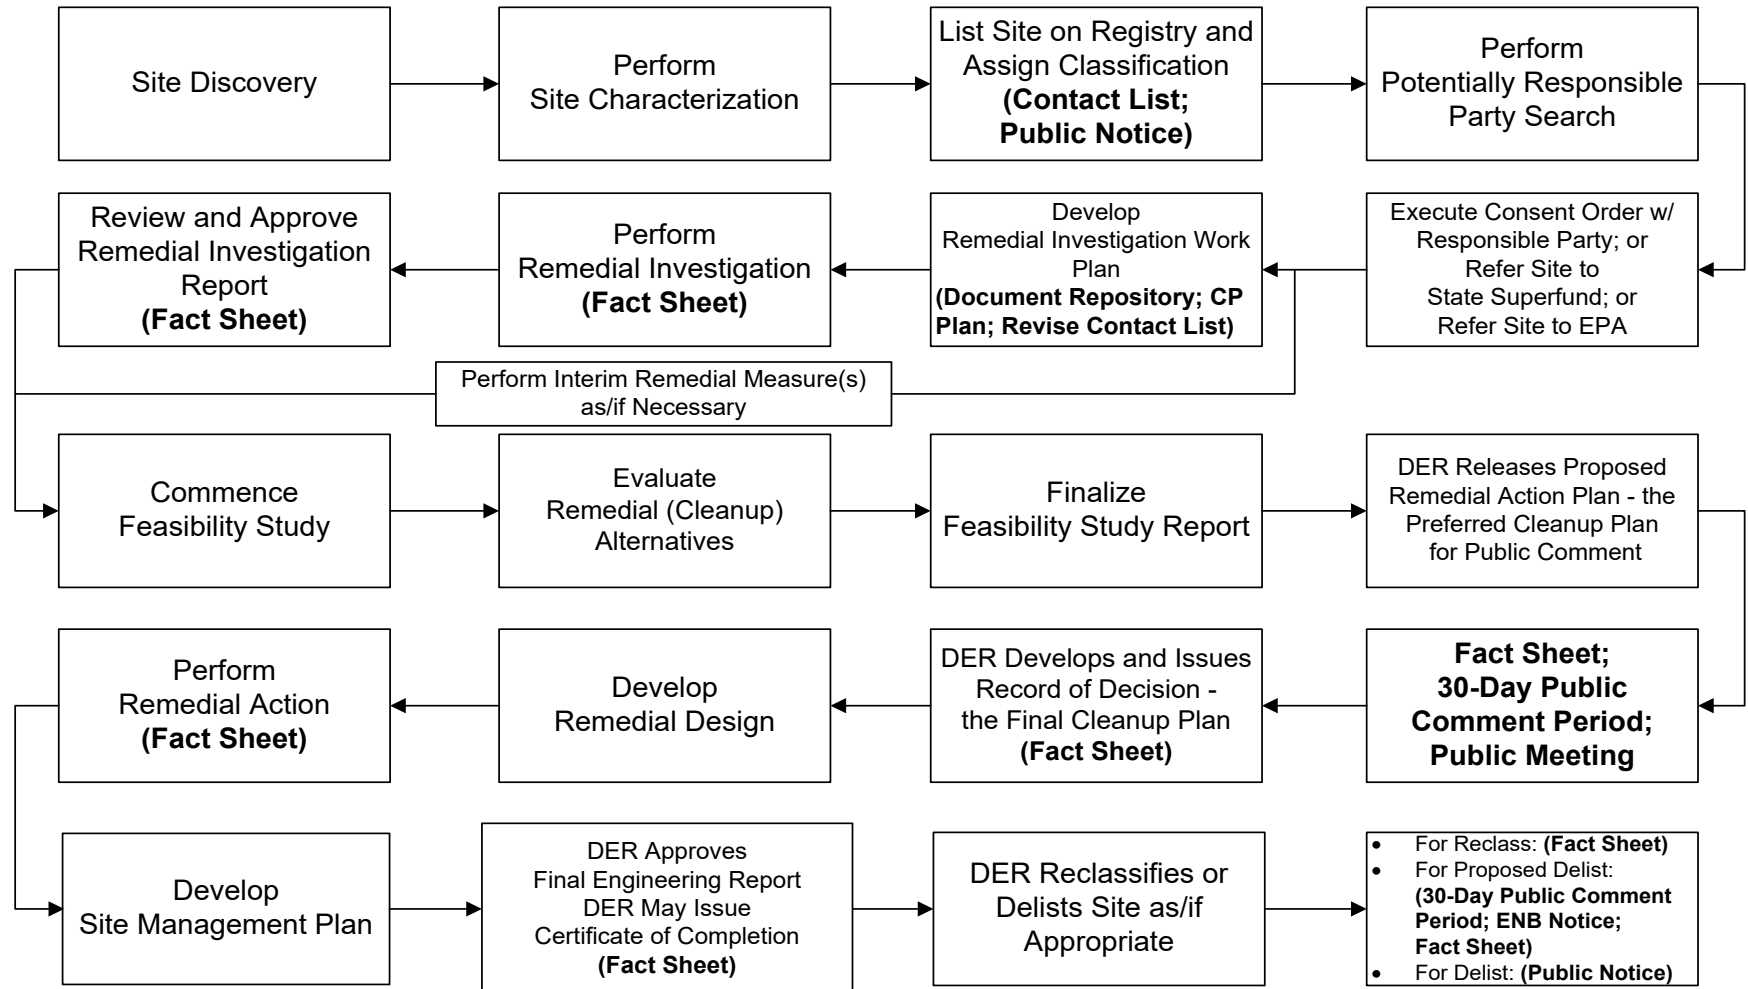 Site Discovery
Perform
Site Characterization
List Site on Registry and
Assign Classification
(Contact List;
Public Notice)
Perform
Potentially Responsible
Party Search
Execute Consent Order w/
Responsible Party; or
Refer Site to
State Superfund; or
Refer Site to EPA
Develop
Remedial Investigation Work
Plan
(Document Repository; CP
Plan; Revise Contact List)
Perform
Remedial Investigation
(Fact Sheet)
Review and Approve
Remedial Investigation
Report
(Fact Sheet)
Perform Interim Remedial Measure(s)
as/if Necessary
Commence
Feasibility Study
Evaluate
Remedial (Cleanup)
Alternatives
Finalize
Feasibility Study Report
DER Releases Proposed
Remedial Action Plan - the
Preferred Cleanup Plan
for Public Comment
Fact Sheet;
30-Day Public
Comment Period;
Public Meeting
DER Develops and Issues
Record of Decision -
the Final Cleanup Plan
(Fact Sheet)
Develop
Remedial Design
Perform
Remedial Action
(Fact Sheet)
Develop
Site Management Plan
DER Approves
Final Engineering Report
DER May Issue
Certificate of Completion
(Fact Sheet)
DER Reclassifies or
Delists Site as/if
Appropriate
• For Reclass: (Fact Sheet)
• For Proposed Delist:
(30-Day Public Comment
Period; ENB Notice;
Fact Sheet)
• For Delist: (Public Notice)